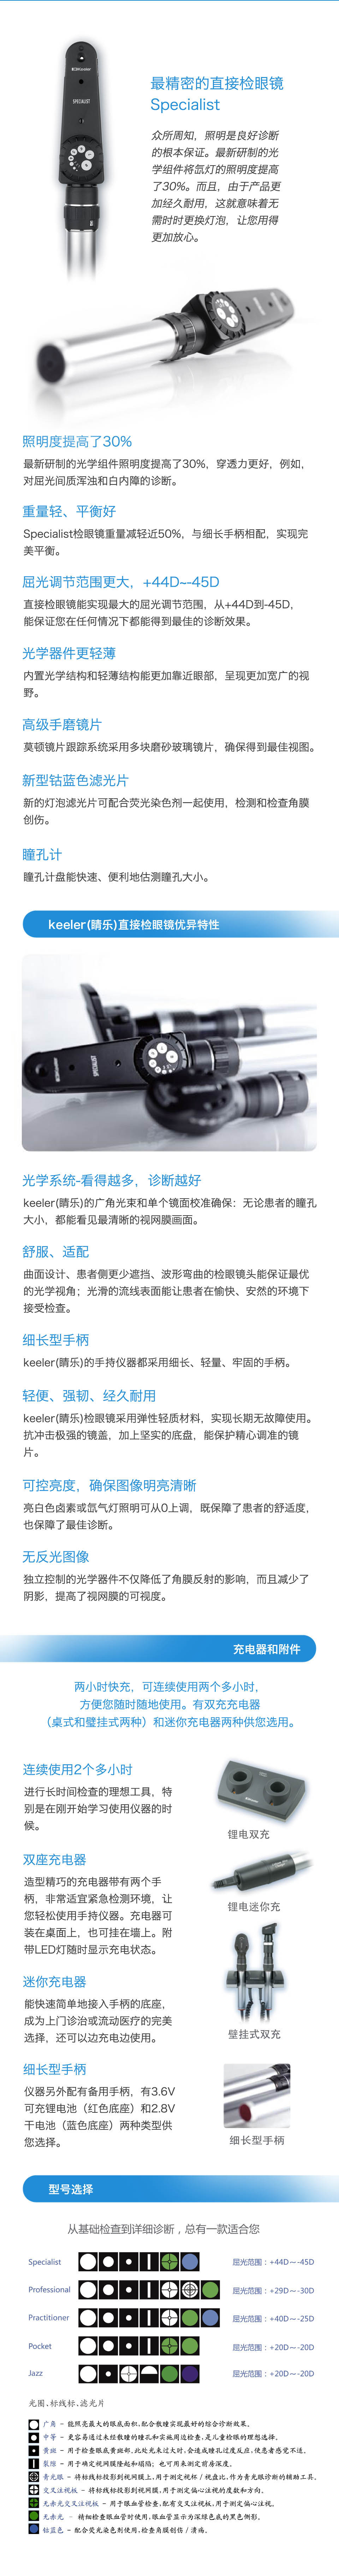 KEELER
SPECIALIST
最精密的直接检眼镜
Specialist
众所周知，照明是良好诊断
的根本保证。最新研制的光
学组件将氙灯的照明度提高
了30%。而且，由于产品更
加经久耐用，这就意味着无
需时时更换灯泡，让您用得
更加放心。
照明度提高了30%
最新研制的光学组件照明度提高了30%，穿透力更好，例如，
对屈光间质浑浊和白内障的诊断。
重量轻、平衡好
Specialist检眼镜重量减轻近50%，与细长手柄相配，实现完
美平衡。
屈光调节范围更大，+44D~-45D
直接检眼镜能实现最大的屈光调节范围，从+44D到-45D，
能保证您在任何情况下都能得到最佳的诊断效果。
光学器件更轻薄
内置光学结构和轻薄结构能更加靠近眼部，呈现更加宽广的视
野。
高级手磨镜片
莫顿镜片跟踪系统采用多块磨砂玻璃镜片，确保得到最佳视图。
新型钴蓝色滤光片
新的灯泡滤光片可配合荧光染色剂一起使用，检测和检查角膜
创伤。
瞳孔计
瞳孔计盘能快速、便利地估测瞳孔大小。
keeler(睛乐)直接检眼镜优异特性
SPECIALIST
光学系统-看得越多，诊断越好
keeler(睛乐)的广角光束和单个镜面校准确保：无论患者的瞳孔
大小，都能看见最清晰的视网膜画面。
舒服、适配
曲面设计、患者侧更少遮挡、波形弯曲的检眼镜头能保证最优
的光学视角；光滑的流线表面能让患者在愉快、安然的环境下
接受检查。
细长型手柄
keeler(睛乐)的手持仪器都采用细长、轻量、牢固的手柄。
轻便、强韧、经久耐用
keeler(睛乐)检眼镜采用弹性轻质材料，实现长期无故障使用。
抗冲击极强的镜盖，加上坚实的底盘，能保护精心调准的镜
片。
可控亮度，确保图像明亮清晰
亮白色卤素或氙气灯照明可从0上调，既保障了患者的舒适度，
也保障了最佳诊断。
无反光图像
独立控制的光学器件不仅降低了角膜反射的影响，而且减少了
阴影，提高了视网膜的可视度。
充电器和附件
两小时快充，可连续使用两个多小时，
方便您随时随地使用。有双充充电器
（桌式和璧挂式两种）和迷你充电器两种供您选用。
连续使用2个多小时
进行长时间检查的理想工具，特
别是在刚开始学习使用仪器的时
候。
锂电双充
双座充电器
造型精巧的充电器带有两个手
柄，非常适宜紧急检测环境，让
您轻松使用手持仪器。充电器可
装在桌面上，也可挂在墙上。附
带LED灯随时显示充电状态。
锂电迷你充
璧挂式双充
迷你充电器
能快速简单地接入手柄的底座，
成为上门诊治或流动医疗的完美
选择，还可以边充电边使用。
细长型手柄
仪器另外配有备用手柄，有3.6V
可充锂电池（红色底座）和2.8V
干电池（蓝色底座）两种类型供
您选择。
细长型手柄
型号选择
从基础检查到详细诊断，总有一款适合您
Specialist 屈光范围：+44D～-45D
Professional 屈光范围：+29D～-30D
Practitioner 屈光范围：+40D～-25D
Pocket 屈光范围：+20D～-20D
Jazz 屈光范围：+20D～-20D
光圈，标线标，滤光片
广角 – 能照亮最大的眼底面积，配合散瞳实现最好的综合诊断效果。
中等 – 更容易通过未经散瞳的瞳孔和实施周边检查，是儿童检眼的理想选择。
黄斑 – 用于检查眼底黄斑部，此处光束过大时，会造成瞳孔过度反应，使患者感觉不适。
裂隙 – 用于确定视网膜隆起和塌陷；也可用来测定前房深度。
青光眼 – 将标线标投影到视网膜上，用于测定视杯/视盘比，作为青光眼诊断的辅助工具。
交叉注视板 – 将标线标投影到视网膜，用于测定偏心注视的度数和方向。
无赤光交叉注视板 – 用于眼血管检查，配有交叉注视板，用于测定偏心注视。
无赤光 – 精细检查眼血管时使用，眼血管显示为深绿色底的黑色侧影。
钴蓝色 – 配合荧光染色剂使用，检查角膜创伤/溃疡。